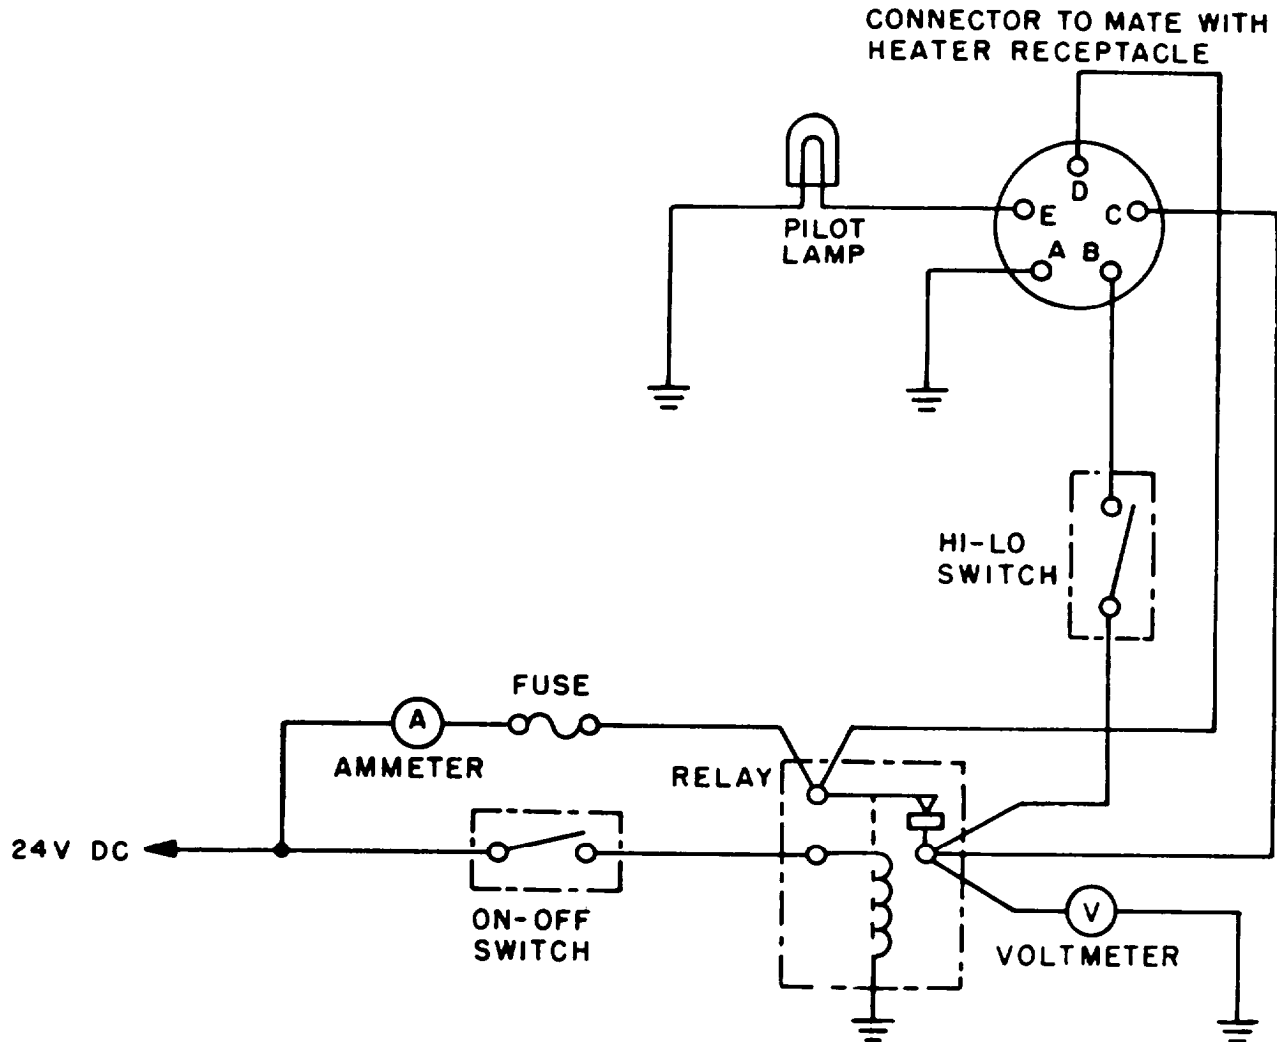 CONNECTOR TO MATE WITH
HEATER RECEPTACLE
D
E
C
A
B
PILOT
LAMP
HI-LO
SWITCH
FUSE
A
AMMETER
RELAY
24V DC
ON-OFF
SWITCH
V
VOLTMETER